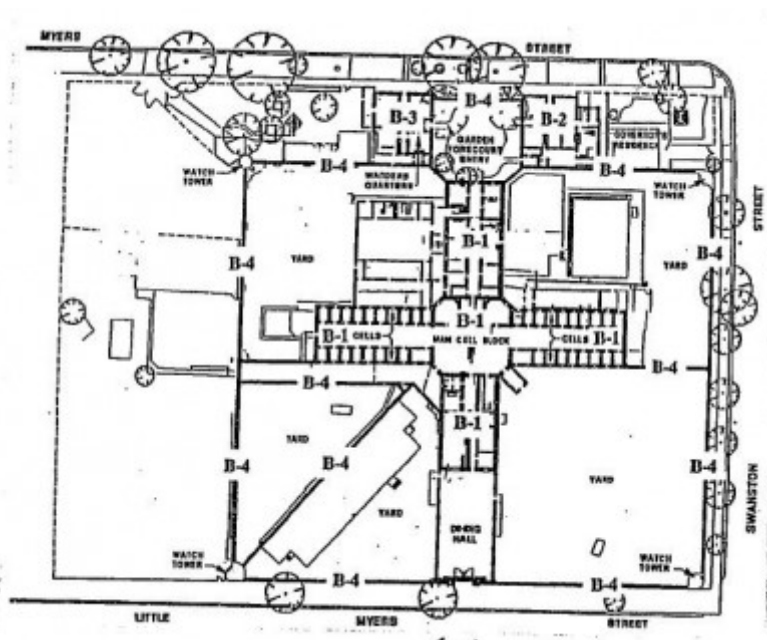 MYERS
STREET
B-4
B-3
B-2
GARDEN
FORECOURT
ENTRY
GOVERNOR'S
RESIDENCE
B-4
B-4
WATCH
TOWER
WARDERS
QUARTERS
WATCH
TOWER
STREET
B-1
B-4
YARD
B-4
YARD
B-1
B-1
CELLS
MAIN CELL BLOCK
CELLS
B-1
B-4
B-4
B-1
YARD
B-4
B-4
B-4
YARD
YARD
SWANSTON
DINING
HALL
WATCH
TOWER
WATCH
TOWER
B-4
B-4
LITTLE
MYERS
STREET